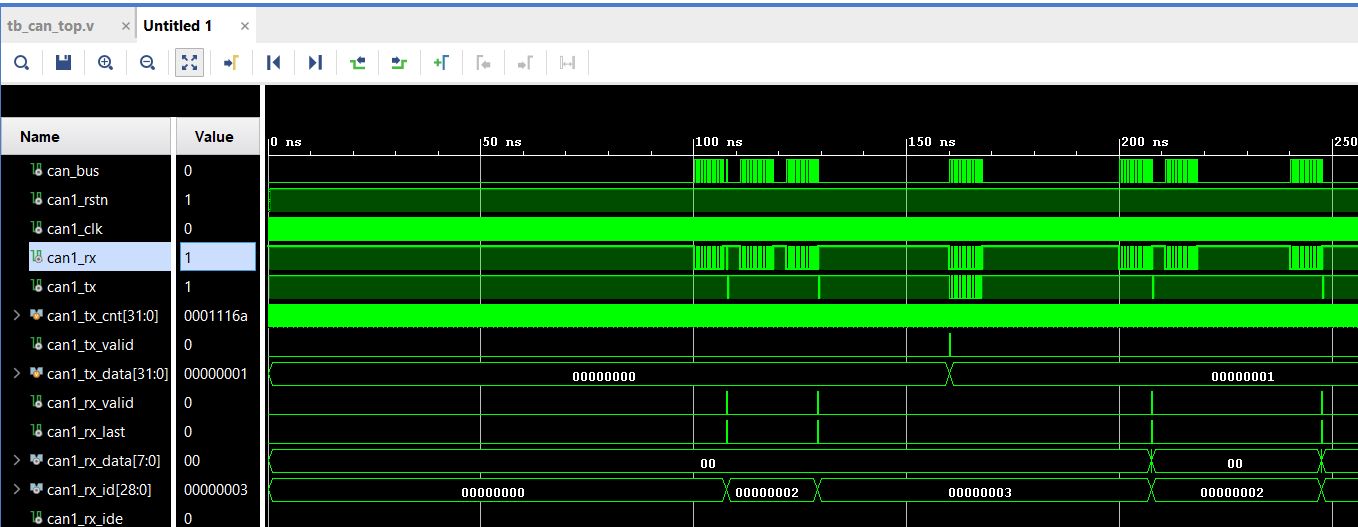 tb_can_top.v × Untitled 1 ×
Name Value
0 ns 50 ns 100 ns 150 ns 200 ns 250
can_bus 0
can1_rstn 1
can1_clk 0
can1_rx 1
can1_tx 1
can1_tx_cnt[31:0] 0001116a
can1_tx_valid 0
can1_tx_data[31:0] 00000001 00000000 00000001
can1_rx_valid 0
can1_rx_last 0
can1_rx_data[7:0] 00 00 00
can1_rx_id[28:0] 00000003 00000000 00000002 00000003 00000002
can1_rx_ide 0